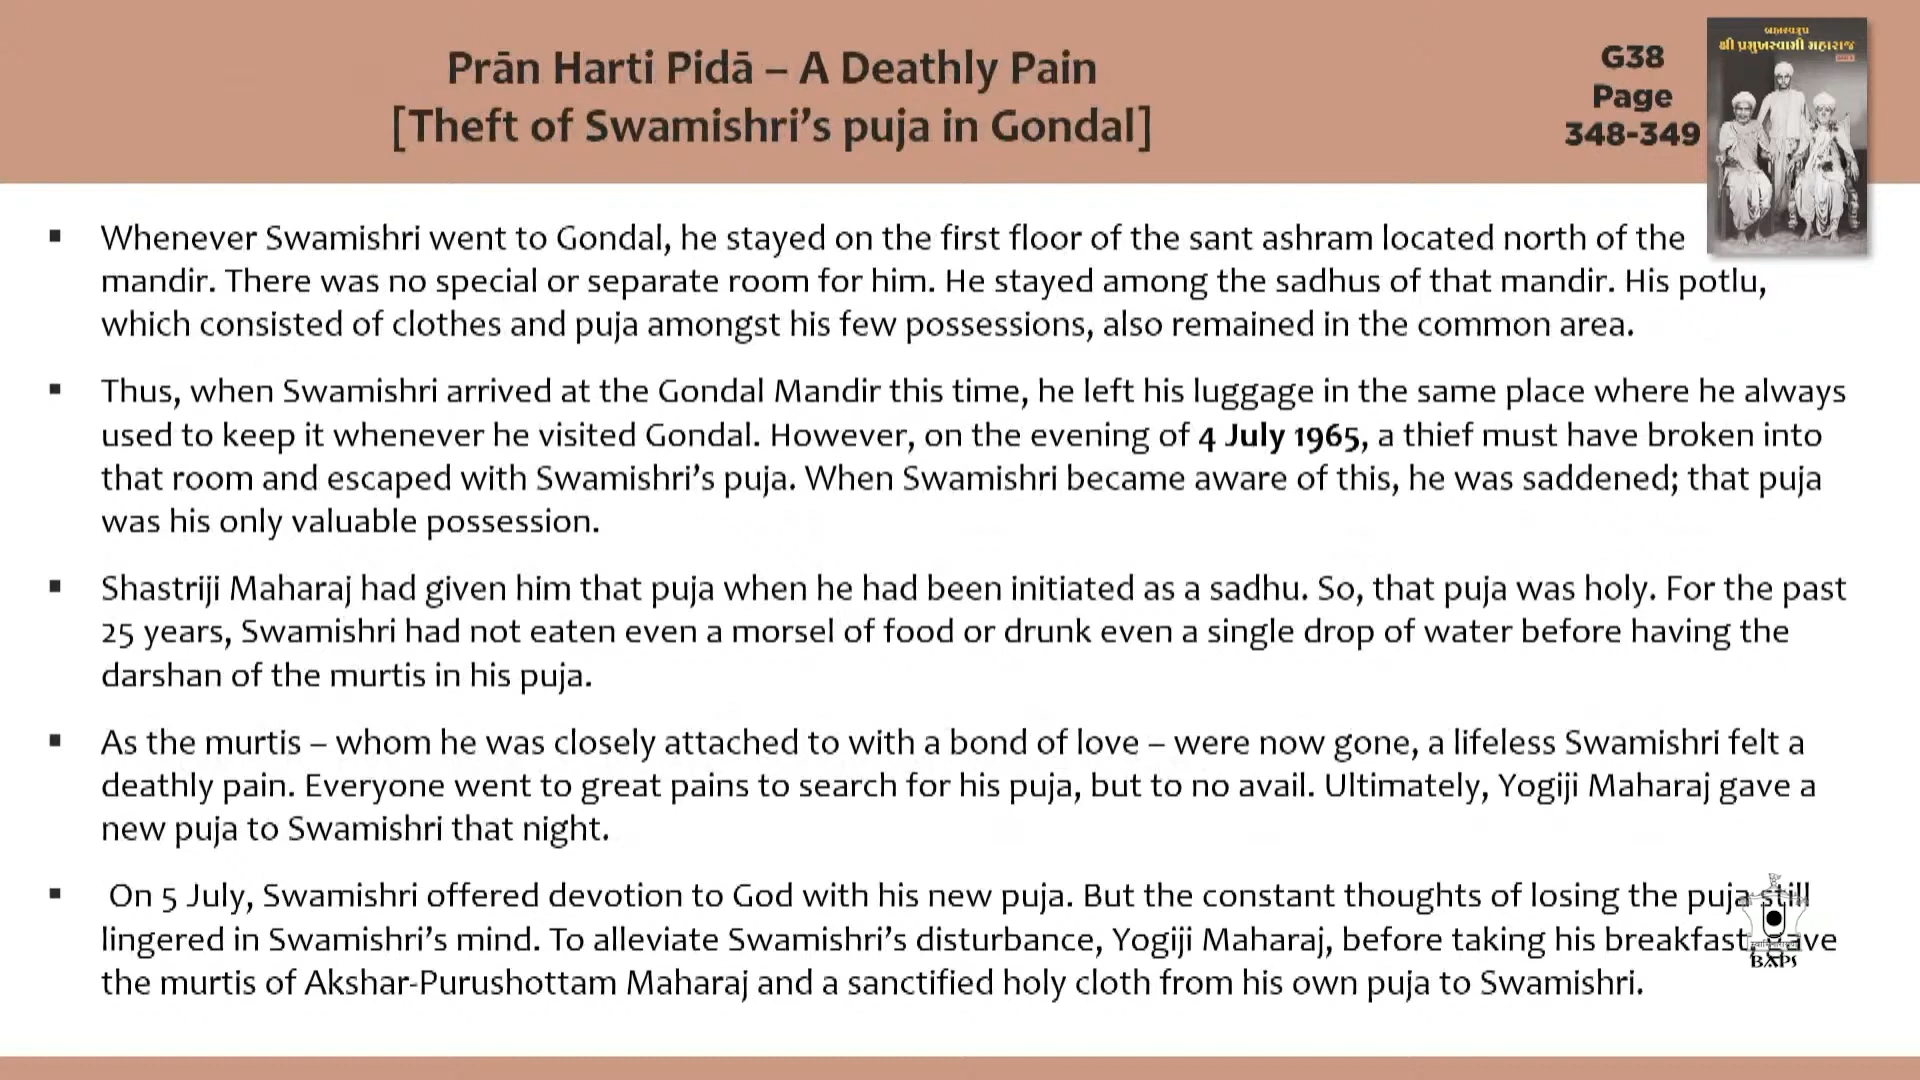 Prān Harti Pidā – A Deathly Pain
[Theft of Swamishri’s puja in Gondal]
G38
Page
348-349
બ્રહ્મસ્વરૂપ
શ્રી પ્રમુખસ્વામી મહારાજ
▪ Whenever Swamishri went to Gondal, he stayed on the first floor of the sant ashram located north of the
mandir. There was no special or separate room for him. He stayed among the sadhus of that mandir. His potlu,
which consisted of clothes and puja amongst his few possessions, also remained in the common area.
▪ Thus, when Swamishri arrived at the Gondal Mandir this time, he left his luggage in the same place where he always
used to keep it whenever he visited Gondal. However, on the evening of 4 July 1965, a thief must have broken into
that room and escaped with Swamishri’s puja. When Swamishri became aware of this, he was saddened; that puja
was his only valuable possession.
▪ Shastriji Maharaj had given him that puja when he had been initiated as a sadhu. So, that puja was holy. For the past
25 years, Swamishri had not eaten even a morsel of food or drunk even a single drop of water before having the
darshan of the murtis in his puja.
▪ As the murtis – whom he was closely attached to with a bond of love – were now gone, a lifeless Swamishri felt a
deathly pain. Everyone went to great pains to search for his puja, but to no avail. Ultimately, Yogiji Maharaj gave a
new puja to Swamishri that night.
▪ On 5 July, Swamishri offered devotion to God with his new puja. But the constant thoughts of losing the puja still
lingered in Swamishri’s mind. To alleviate Swamishri’s disturbance, Yogiji Maharaj, before taking his breakfast, gave
the murtis of Akshar-Purushottam Maharaj and a sanctified holy cloth from his own puja to Swamishri.
BAPS